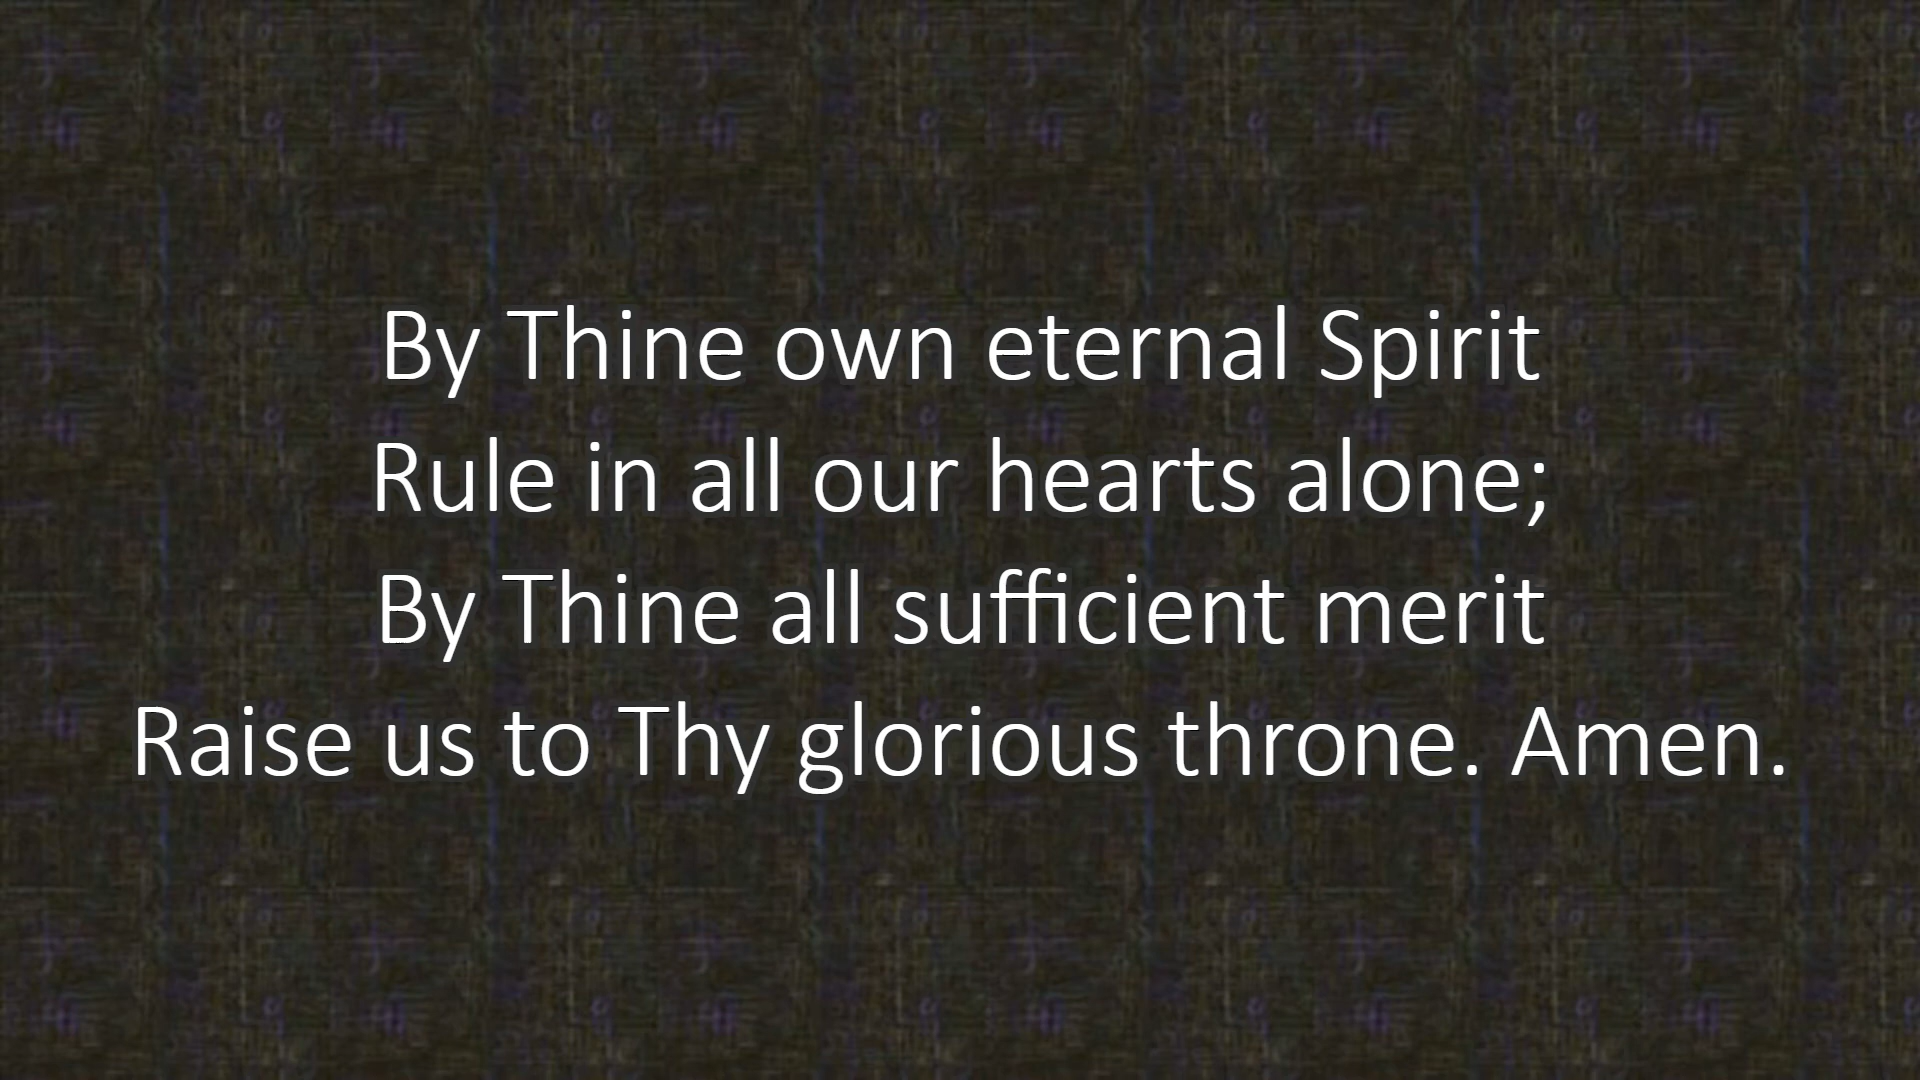 By Thine own eternal Spirit
Rule in all our hearts alone;
By Thine all sufficient merit
Raise us to Thy glorious throne. Amen.